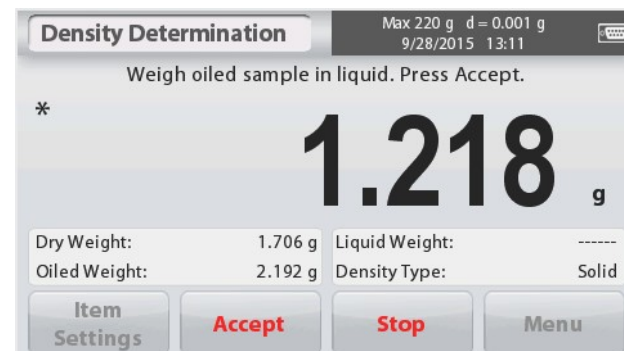 Density Determination
Max 220 g d=0.001 g
9/28/2015 13:11
Weigh oiled sample in liquid. Press Accept.
*
1.218 g
Dry Weight: 1.706 g Liquid Weight: ------
Oiled Weight: 2.192 g Density Type: Solid
Item Settings
Accept
Stop
Menu